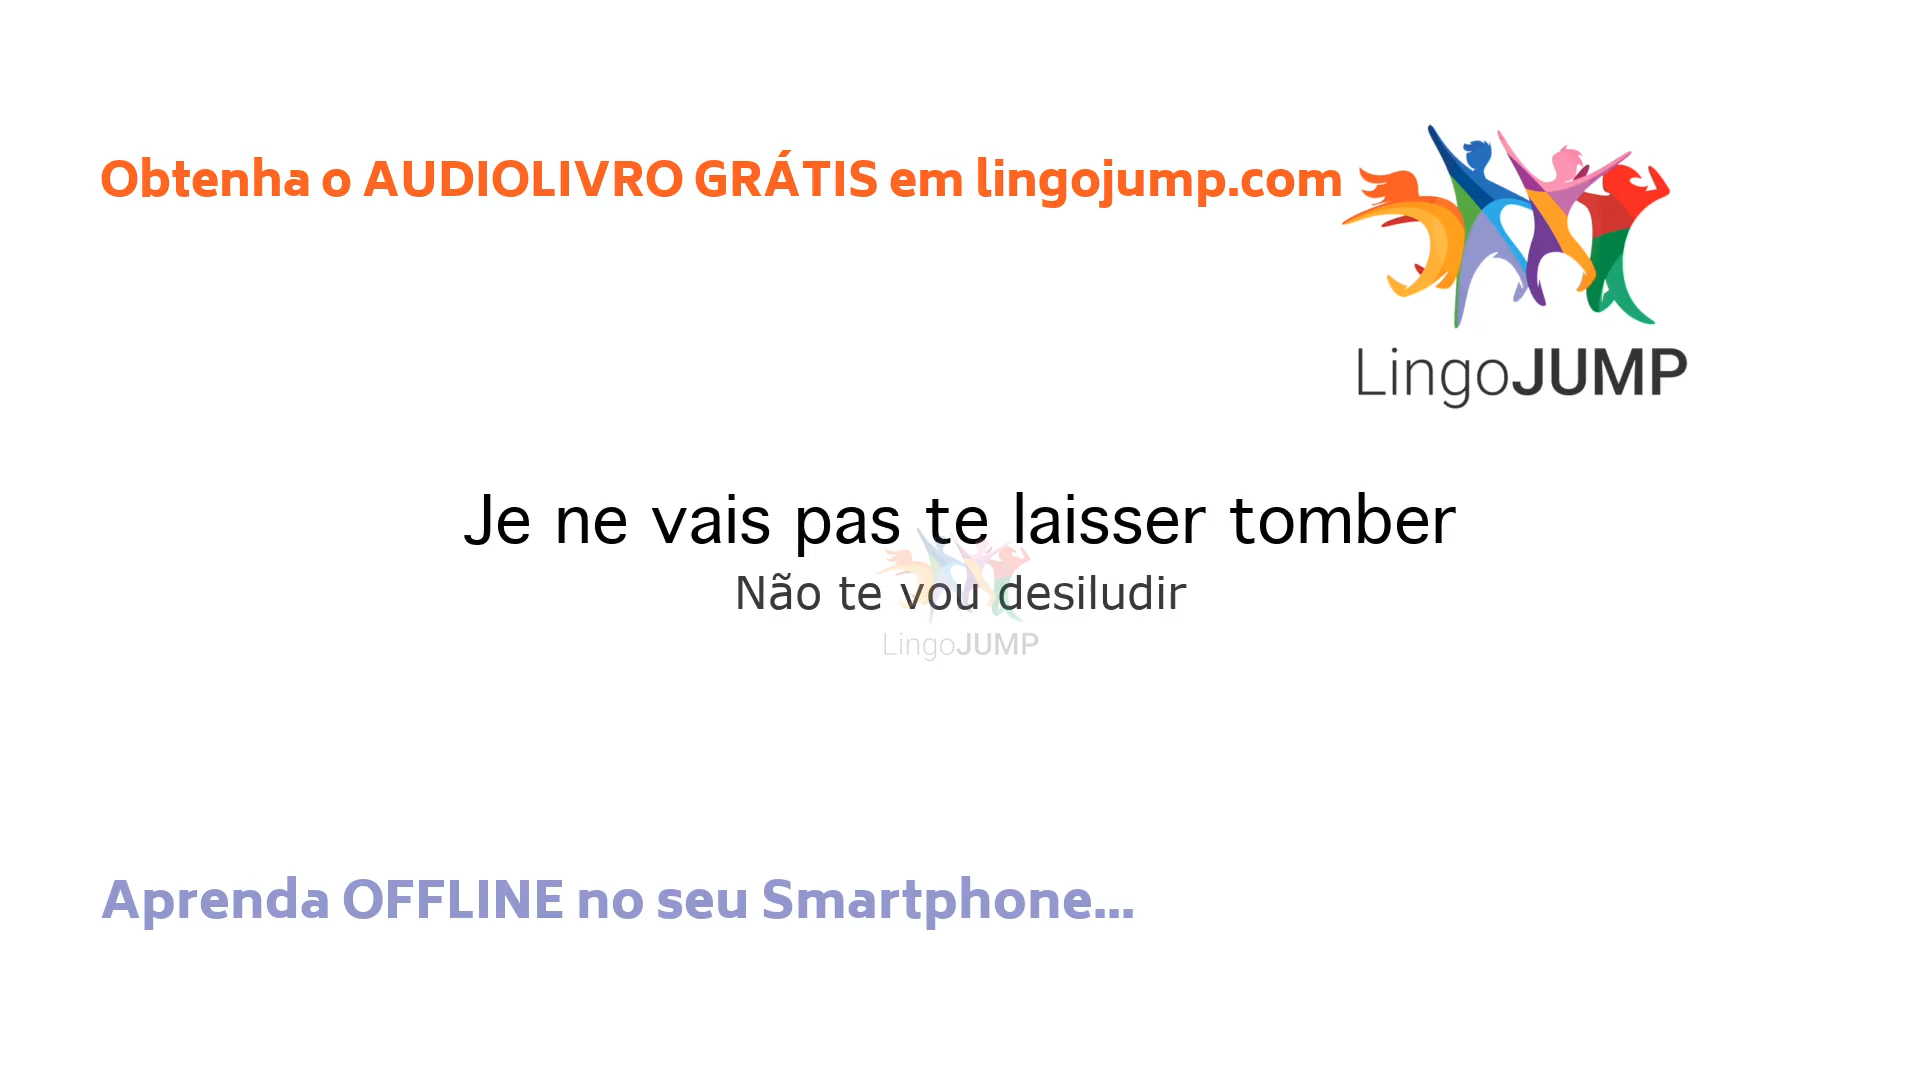 Obtenha o AUDIOLIVRO GRÁTIS em lingojump.com
LingoJUMP
Je ne vais pas te laisser tomber
Não te vou desiludir
LingoJUMP
Aprenda OFFLINE no seu Smartphone...